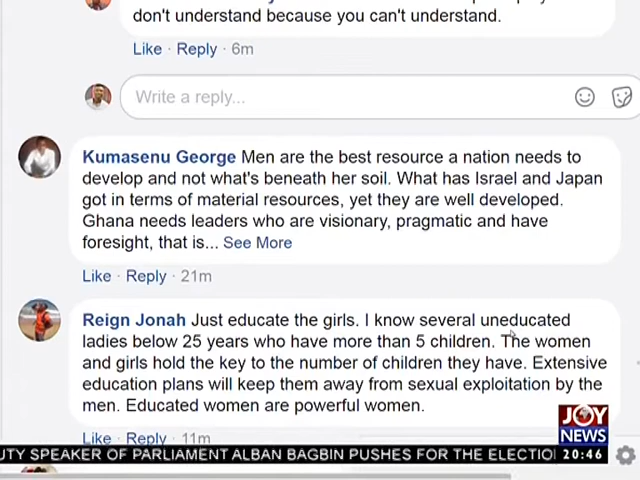 don't understand because you can't understand.
Like · Reply · 6m
Write a reply...
Kumasenu George Men are the best resource a nation needs to
develop and not what's beneath her soil. What has Israel and Japan
got in terms of material resources, yet they are well developed.
Ghana needs leaders who are visionary, pragmatic and have
foresight, that is... See More
Like · Reply · 21m
Reign Jonah Just educate the girls. I know several uneducated
ladies below 25 years who have more than 5 children. The women
and girls hold the key to the number of children they have. Extensive
education plans will keep them away from sexual exploitation by the
men. Educated women are powerful women.
Like · Reply · 11m
JOY
NEWS
UTY SPEAKER OF PARLIAMENT ALBAN BAGBIN PUSHES FOR THE ELECTIO
20:46